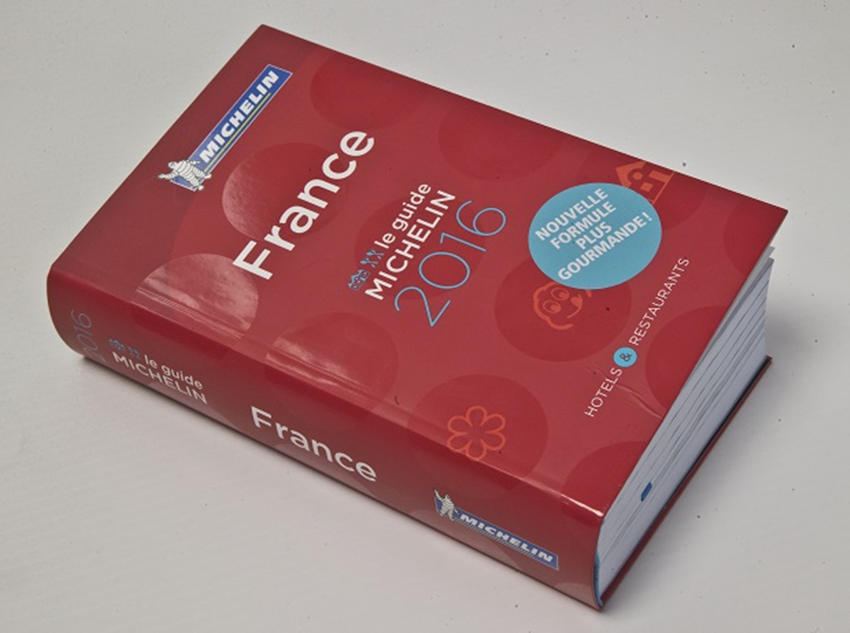 MICHELIN
France
le guide
MICHELIN
2016
NOUVELLE
FORMULE
PLUS
GOURMANDE !
HOTELS & RESTAURANTS
2016
le guide
MICHELIN
France
MICHELIN